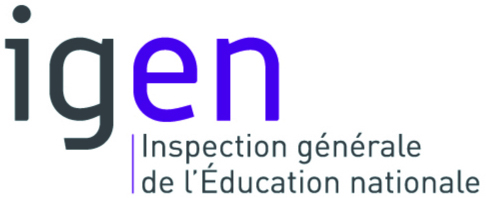 igen
Inspection générale
de l'Éducation nationale